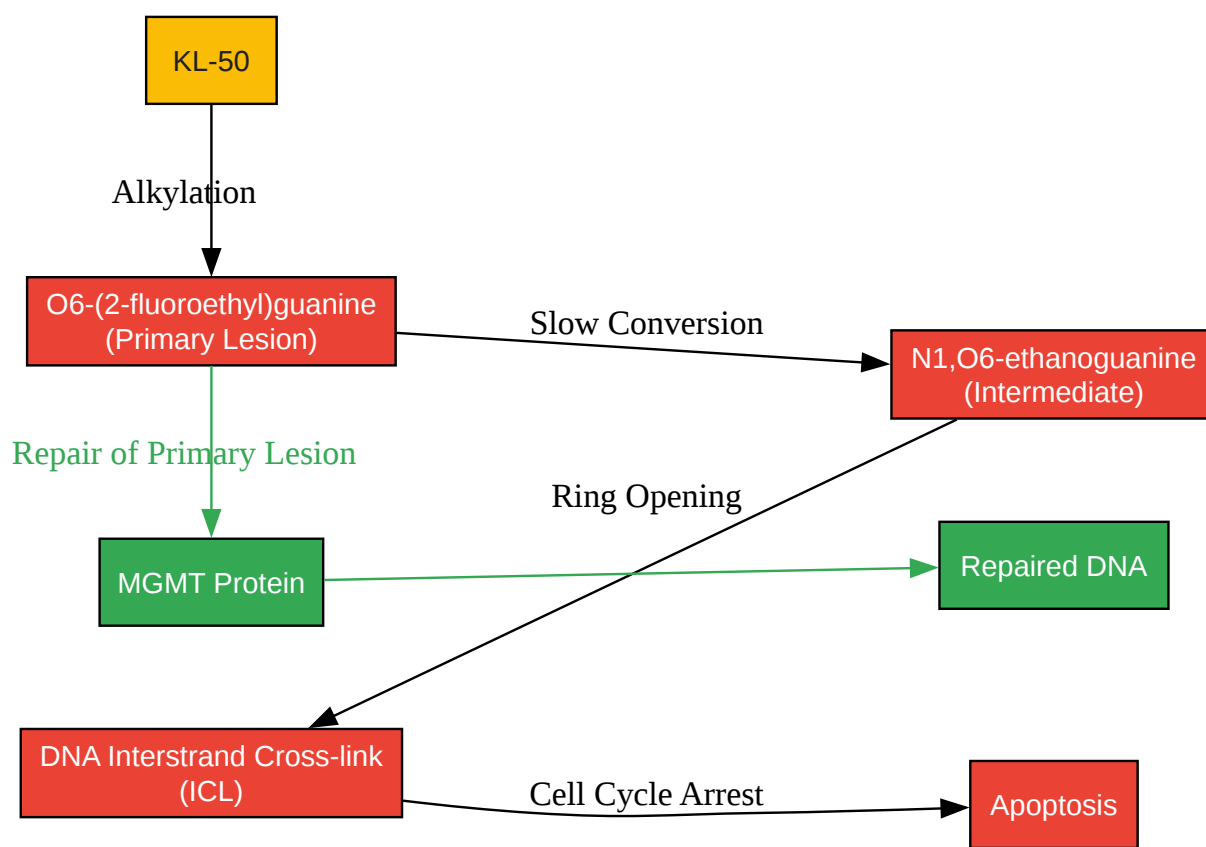 KL-50
Alkylation
O6-(2-fluoroethyl)guanine
(Primary Lesion)
Slow Conversion
N1,O6-ethanoguanine
(Intermediate)
Repair of Primary Lesion
Ring Opening
MGMT Protein
Repaired DNA
DNA Interstrand Cross-link
(ICL)
Cell Cycle Arrest
Apoptosis